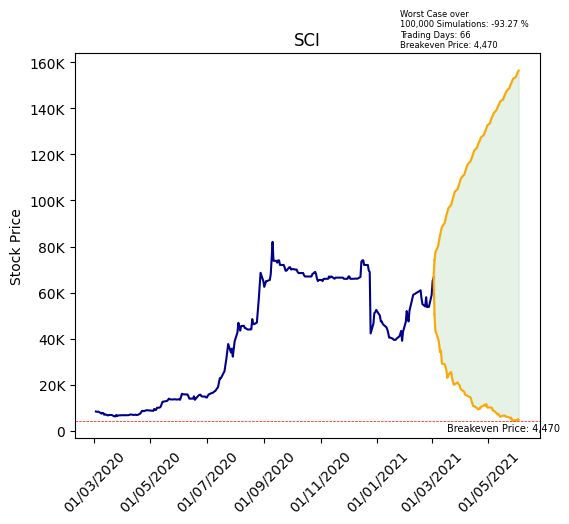 Worst Case over
100,000 Simulations: -93.27 %
Trading Days: 66
Breakeven Price: 4,470
SCI
160K
140K
120K
100K
80K
60K
40K
20K
0
Stock Price
Breakeven Price: 4,470
01/03/2020
01/05/2020
01/07/2020
01/09/2020
01/11/2020
01/01/2021
01/03/2021
01/05/2021